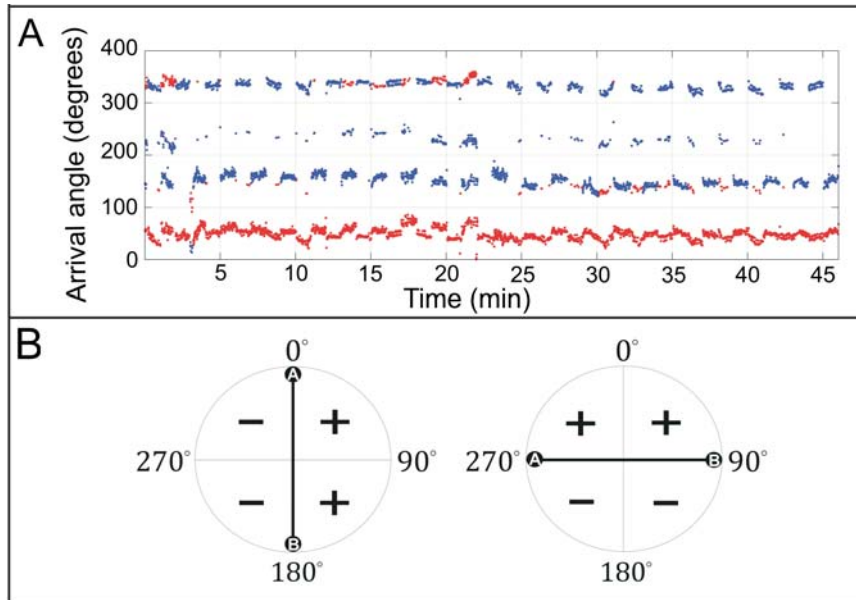 A
Arrival angle (degrees)
400
300
200
100
0
5 10 15 20 25 30 35 40 45
Time (min)
B
0° 0°
A
− + + +
270° 90° 270° A B 90°
− + − −
B
180° 180°